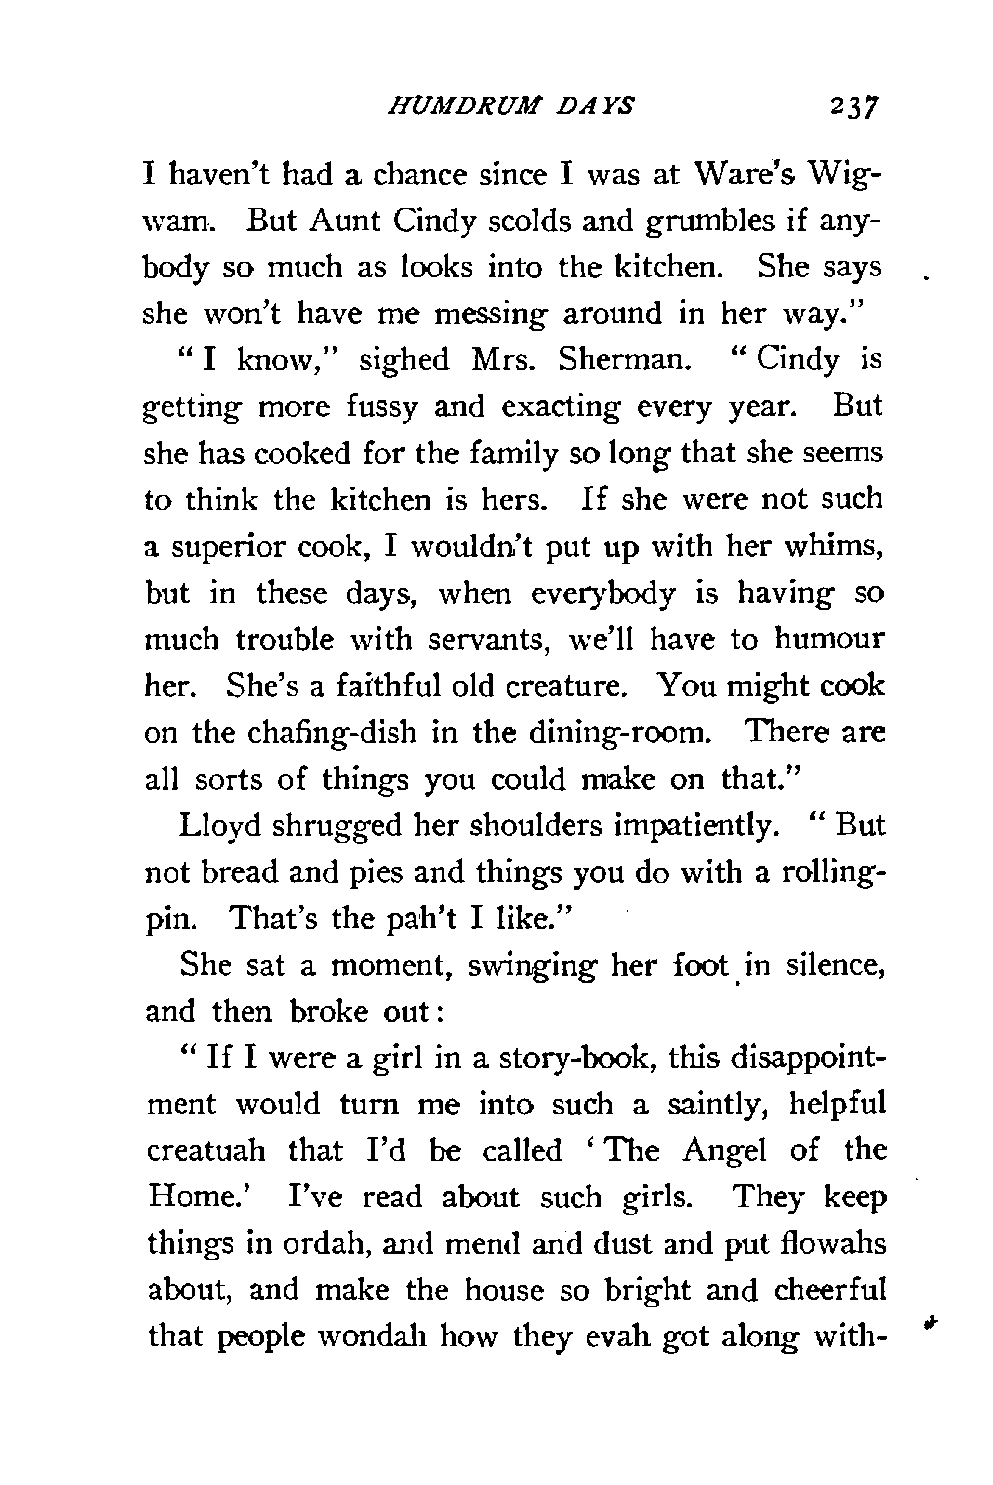 HUMDRUM DAYS 237
I haven't had a chance since I was at Ware's Wig-
wam. But Aunt Cindy scolds and grumbles if any-
body so much as looks into the kitchen. She says
she won't have me messing around in her way."
" I know," sighed Mrs. Sherman. " Cindy is
getting more fussy and exacting every year. But
she has cooked for the family so long that she seems
to think the kitchen is hers. If she were not such
a superior cook, I wouldn't put up with her whims,
but in these days, when everybody is having so
much trouble with servants, we'll have to humour
her. She's a faithful old creature. You might cook
on the chafing-dish in the dining-room. There are
all sorts of things you could make on that."
Lloyd shrugged her shoulders impatiently. " But
not bread and pies and things you do with a rolling-
pin. That's the pah't I like."
She sat a moment, swinging her foot in silence,
and then broke out:
" If I were a girl in a story-book, this disappoint-
ment would turn me into such a saintly, helpful
creatuah that I'd be called ' The Angel of the
Home.' I've read about such girls. They keep
things in ordah, and mend and dust and put flowahs
about, and make the house so bright and cheerful
that people wondah how they evah got along with-